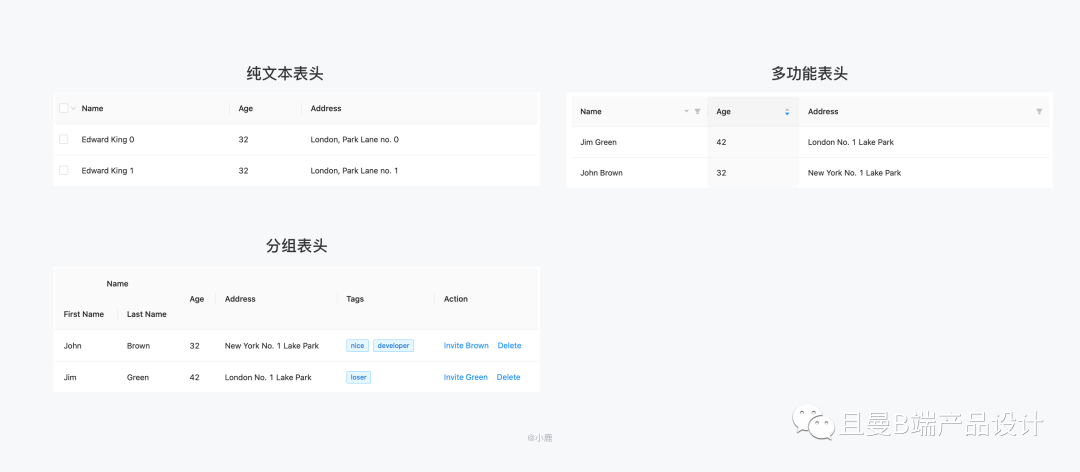 纯文本表头
Name Age Address
Edward King 0 32 London, Park Lane no. 0
Edward King 1 32 London, Park Lane no. 1
多功能表头
Name Age Address
Jim Green 42 London No. 1 Lake Park
John Brown 32 New York No. 1 Lake Park
分组表头
Name
Age Address Tags Action
First Name Last Name
John Brown 32 New York No. 1 Lake Park nice developer Invite Brown Delete
Jim Green 42 London No. 1 Lake Park loser Invite Green Delete
且曼B端产品设计
@小鹿